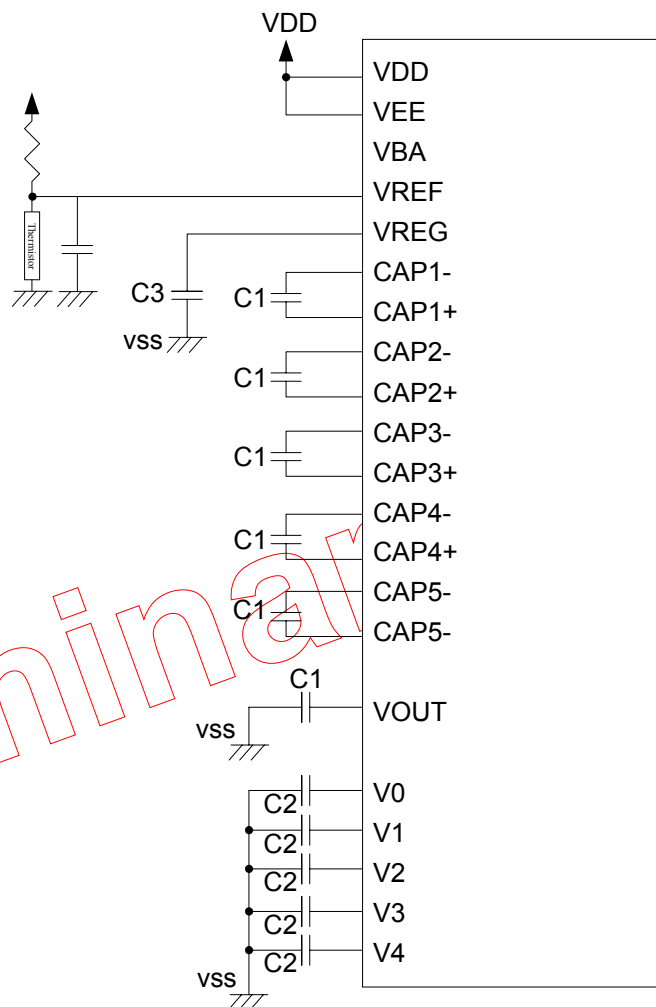 VDD
VDD
VEE
VBA
VREF
Thermistor
VREG
CAP1-
C3
C1
CAP1+
vss
CAP2-
C1
CAP2+
CAP3-
C1
CAP3+
CAP4-
C1
CAP4+
CAP5-
C1
CAP5-
minar
C1
VOUT
vss
V0
C2
V1
C2
V2
C2
V3
C2
V4
C2
vss